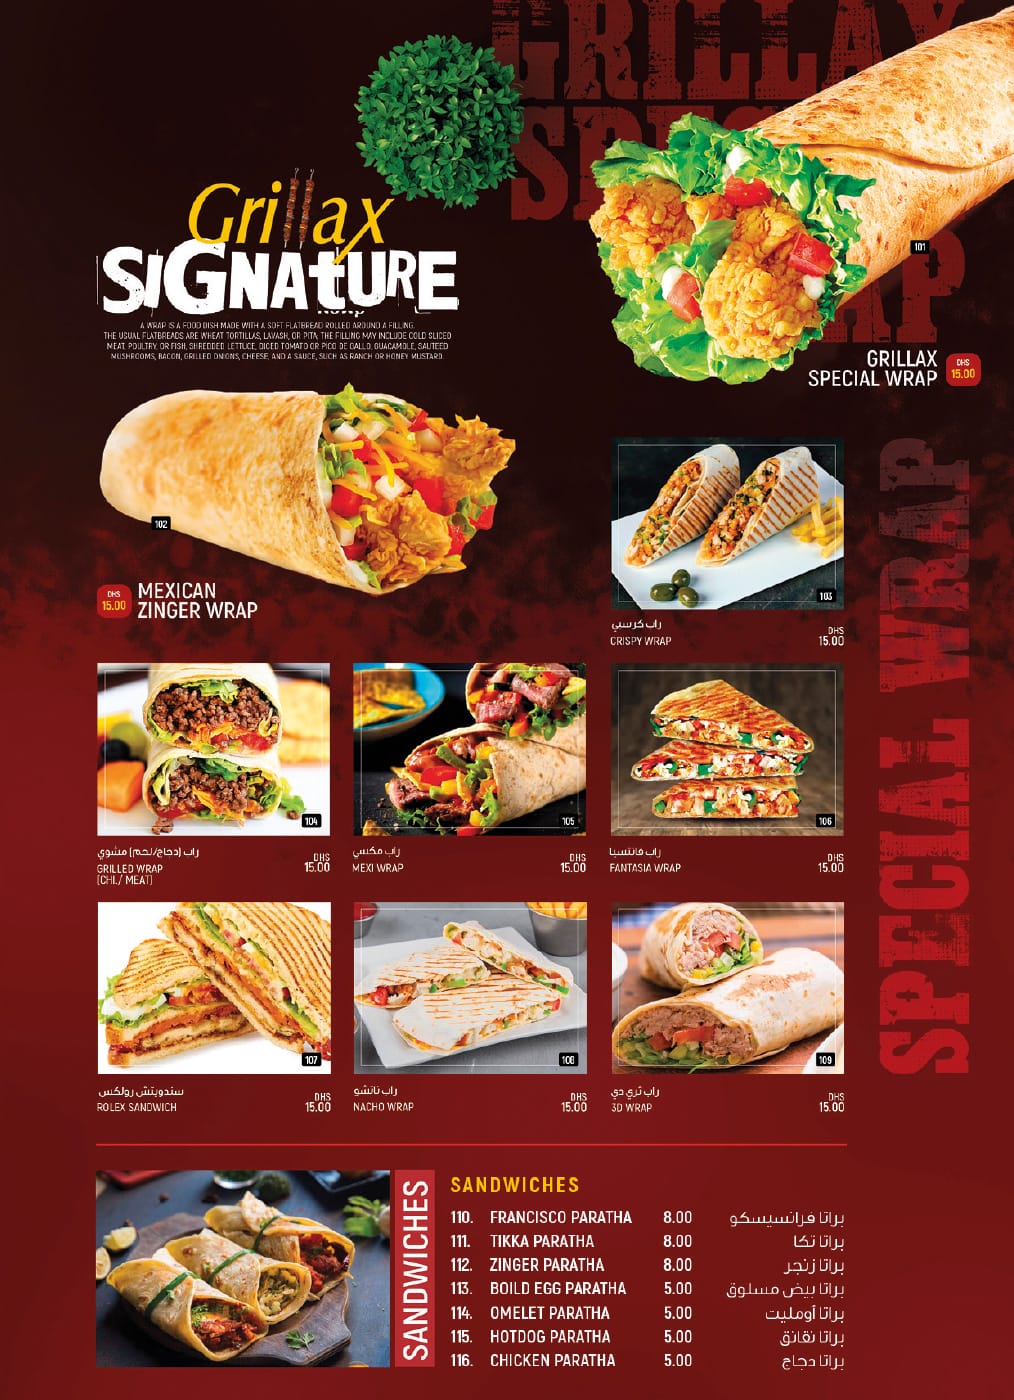 GRILLAX
SPECIAL
WRAP
Grillax
SIGNAtURE
A WRAP IS A FOOD DISH MADE WITH A SOFT FLATBREAD ROLLED AROUND A FILLING.
THE USUAL FLATBREADS ARE WHEAT TORTILLAS, LAVASH, OR PITA; THE FILLING MAY INCLUDE COLD SLICED
MEAT, POULTRY, OR FISH, SHREDDED LETTUCE, DICED TOMATO OR PICO DE GALLO, GUACAMOLE, SAUTEED
MUSHROOMS, BACON, GRILLED ONIONS, CHEESE, AND A SAUCE, SUCH AS RANCH OR HONEY MUSTARD.
101
GRILLAX
SPECIAL WRAP
DHS
15.00
102
DHS
15.00
MEXICAN
ZINGER WRAP
103
راب كرسبي
CRISPY WRAP
DHS
15.00
SPECIAL WRAP
104
راب (دجاج/لحم) مشوي
GRILLED WRAP
(CHI./ MEAT)
DHS
15.00
105
راب مكسي
MEXI WRAP
DHS
15.00
106
راب فانتسيا
FANTASIA WRAP
DHS
15.00
107
سندويتش رولكس
ROLEX SANDWICH
DHS
15.00
108
راب ناتشو
NACHO WRAP
DHS
15.00
109
راب ثري دي
3D WRAP
DHS
15.00
SANDWICHES
SANDWICHES
110. FRANCISCO PARATHA 8.00 براتا فرانسيسكو
111. TIKKA PARATHA 8.00 براتا تكا
112. ZINGER PARATHA 8.00 براتا زنجر
113. BOILD EGG PARATHA 5.00 براتا بيض مسلوق
114. OMELET PARATHA 5.00 براتا أومليت
115. HOTDOG PARATHA 5.00 براتا نقانق
116. CHICKEN PARATHA 5.00 براتا دجاج